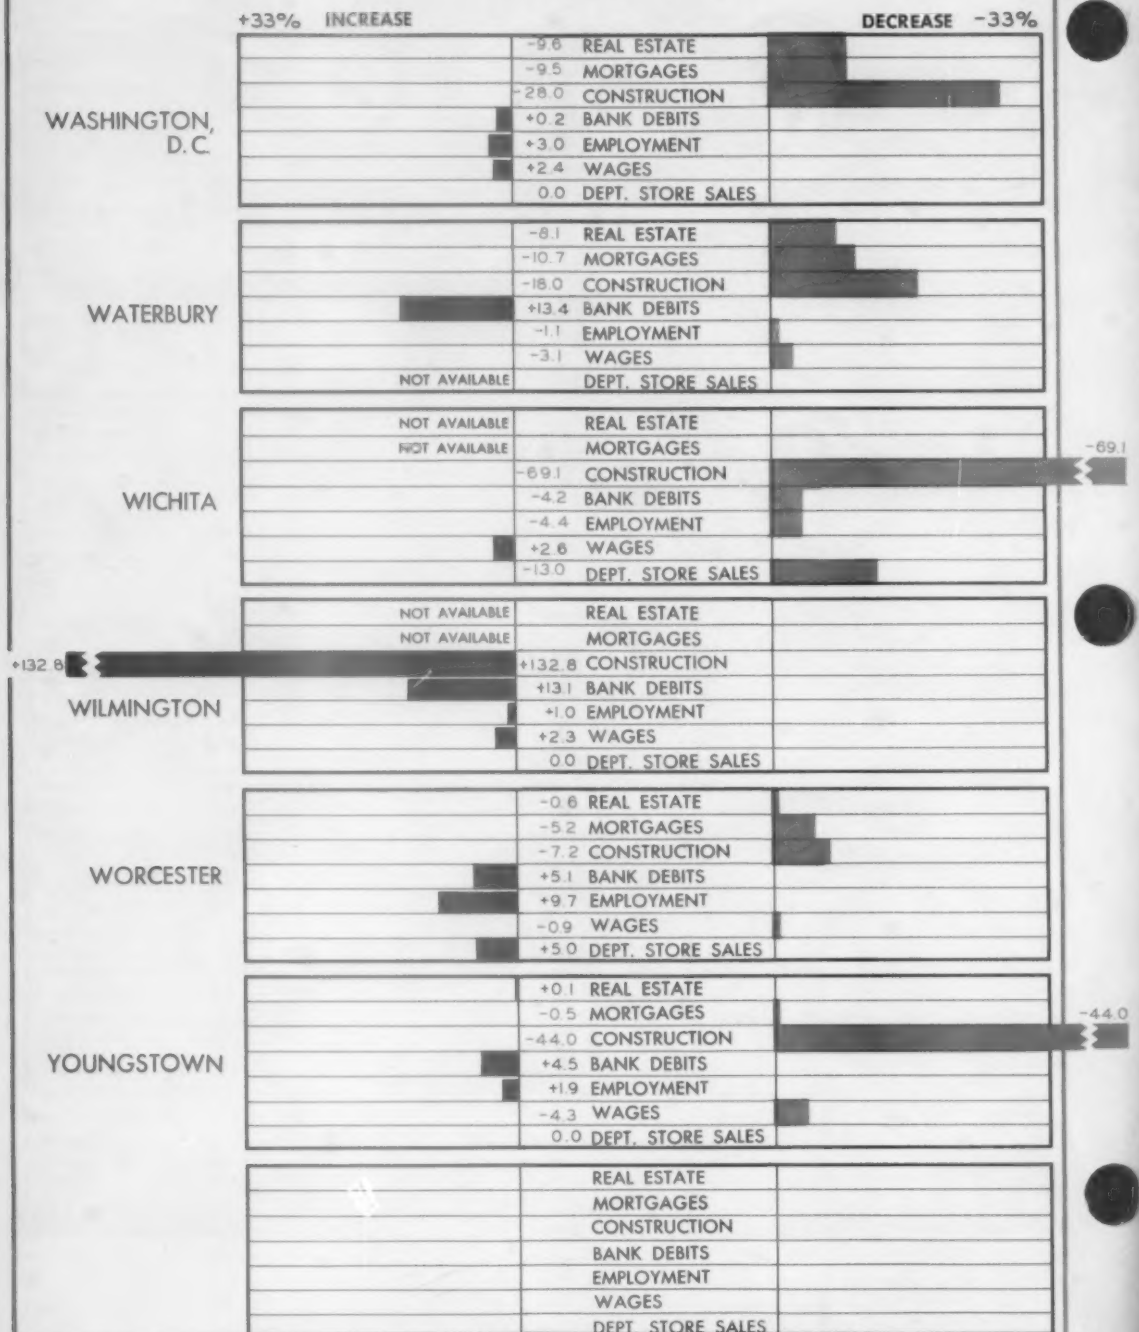 +33% INCREASE DECREASE -33%
WASHINGTON, D.C.
-9.6 REAL ESTATE
-9.5 MORTGAGES
-28.0 CONSTRUCTION
+0.2 BANK DEBITS
+3.0 EMPLOYMENT
+2.4 WAGES
0.0 DEPT. STORE SALES
WATERBURY
-8.1 REAL ESTATE
-10.7 MORTGAGES
-18.0 CONSTRUCTION
+13.4 BANK DEBITS
-1.1 EMPLOYMENT
-3.1 WAGES
NOT AVAILABLE DEPT. STORE SALES
WICHITA
NOT AVAILABLE REAL ESTATE
NOT AVAILABLE MORTGAGES
-69.1 CONSTRUCTION -69.1
-4.2 BANK DEBITS
-4.4 EMPLOYMENT
+2.6 WAGES
-13.0 DEPT. STORE SALES
WILMINGTON
NOT AVAILABLE REAL ESTATE
NOT AVAILABLE MORTGAGES
+132.8 +132.8 CONSTRUCTION
+13.1 BANK DEBITS
+1.0 EMPLOYMENT
+2.3 WAGES
0.0 DEPT. STORE SALES
WORCESTER
-0.6 REAL ESTATE
-5.2 MORTGAGES
-7.2 CONSTRUCTION
+5.1 BANK DEBITS
+9.7 EMPLOYMENT
-0.9 WAGES
+5.0 DEPT. STORE SALES
YOUNGSTOWN
+0.1 REAL ESTATE
-0.5 MORTGAGES
-44.0 CONSTRUCTION -44.0
+4.5 BANK DEBITS
+1.9 EMPLOYMENT
-4.3 WAGES
0.0 DEPT. STORE SALES
REAL ESTATE
MORTGAGES
CONSTRUCTION
BANK DEBITS
EMPLOYMENT
WAGES
DEPT. STORE SALES